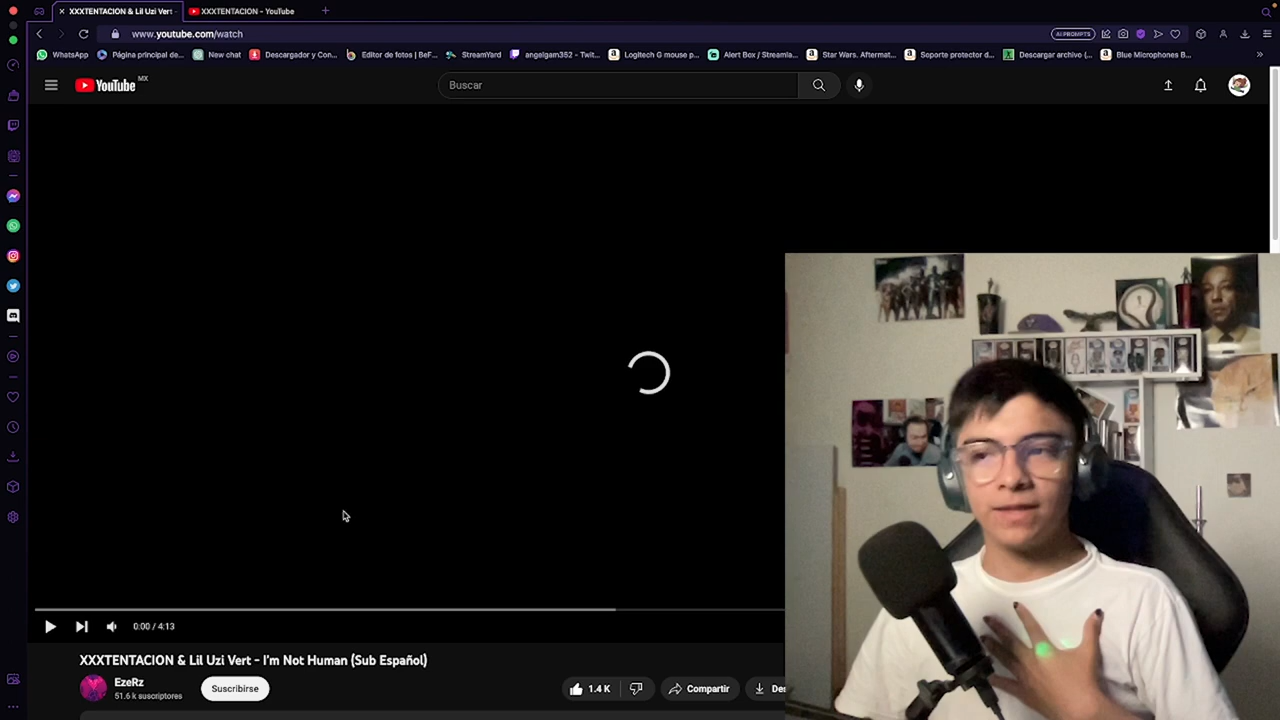 XXXTENTACION & Lil Uzi Vert -
XXXTENTACION - YouTube
www.youtube.com/watch
AI PROMPTS
WhatsApp
Página principal de...
New chat
Descargador y Con...
Editor de fotos | BeF...
StreamYard
angelgam352 - Twit...
Logitech G mouse p...
Alert Box / Streamla...
Star Wars. Aftermat...
Soporte protector d...
Descargar archivo (...
Blue Microphones B...
YouTube MX
Buscar
0:00 / 4:13
XXXTENTACION & Lil Uzi Vert - I'm Not Human (Sub Español)
EzeRz
51.6 k suscriptores
Suscribirse
1.4 K
Compartir
De